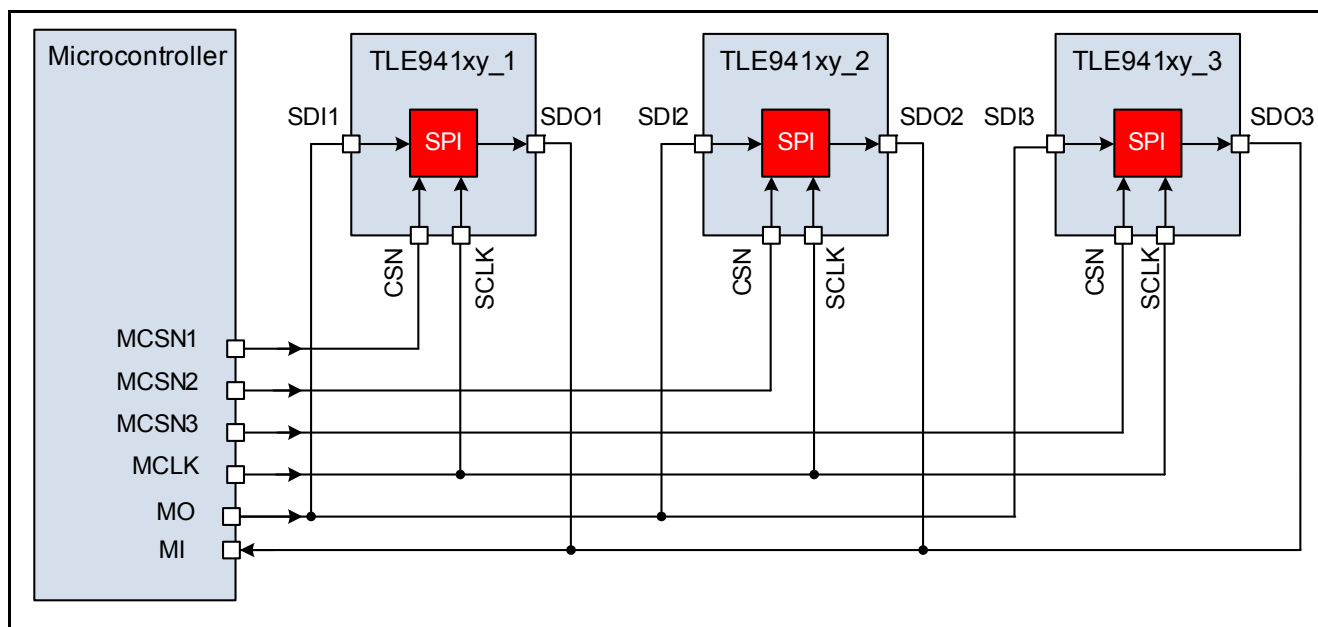 Microcontroller
TLE941xy_1
TLE941xy_2
TLE941xy_3
SDI1
SPI
SDO1
SDI2
SPI
SDO2
SDI3
SPI
SDO3
CSN
SCLK
CSN
SCLK
CSN
SCLK
MCSN1
MCSN2
MCSN3
MCLK
MO
MI